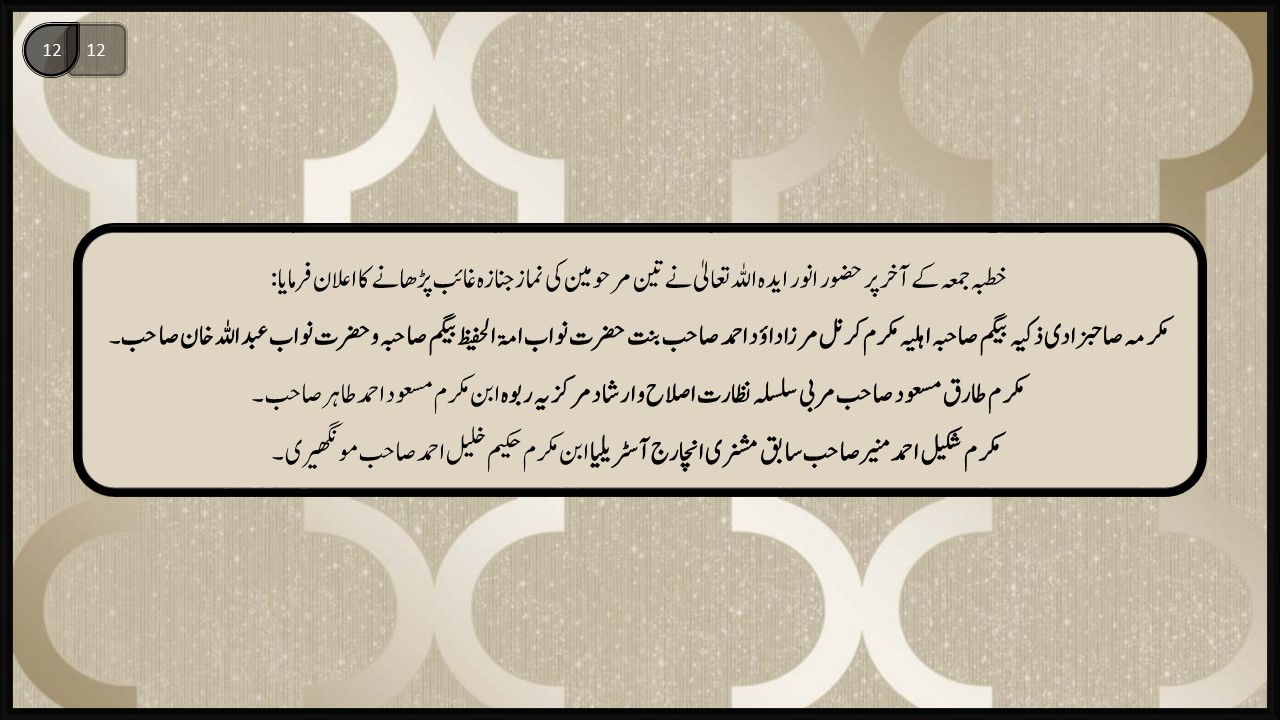 12 12
خطبہ جمعہ کے آخر پر حضور انور ایدہ اللہ تعالیٰ نے تین مرحومین کی نماز جنازہ غائب پڑھانے کا اعلان فرمایا:
مکرمہ صاحبزادی ذکیہ بیگم صاحبہ اہلیہ مکرم کرنل مرزا داؤد احمد صاحب بنت حضرت نواب امۃ الحفیظ بیگم صاحبہ و حضرت نواب عبد اللہ خان صاحب۔
مکرم طارق مسعود صاحب مربی سلسلہ نظارت اصلاح و ارشاد مرکزیہ ربوہ ابن مکرم مسعود احمد طاہر صاحب۔
مکرم شکیل احمد منیر صاحب سابق مشنری انچارج آسٹریلیا ابن مکرم حکیم خلیل احمد صاحب مونگھیری۔